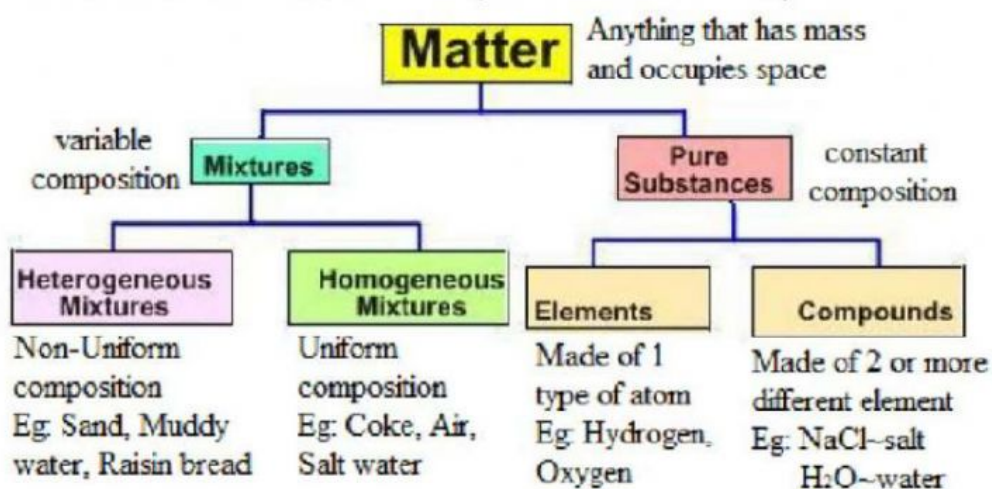 Matter
Anything that has mass
and occupies space
variable
composition
Mixtures
Pure
Substances
constant
composition
Heterogeneous
Mixtures
Non-Uniform
composition
Eg: Sand, Muddy
water, Raisin bread
Homogeneous
Mixtures
Uniform
composition
Eg: Coke, Air,
Salt water
Elements
Made of 1
type of atom
Eg: Hydrogen,
Oxygen
Compounds
Made of 2 or more
different element
Eg: NaCl~salt
H₂O~water